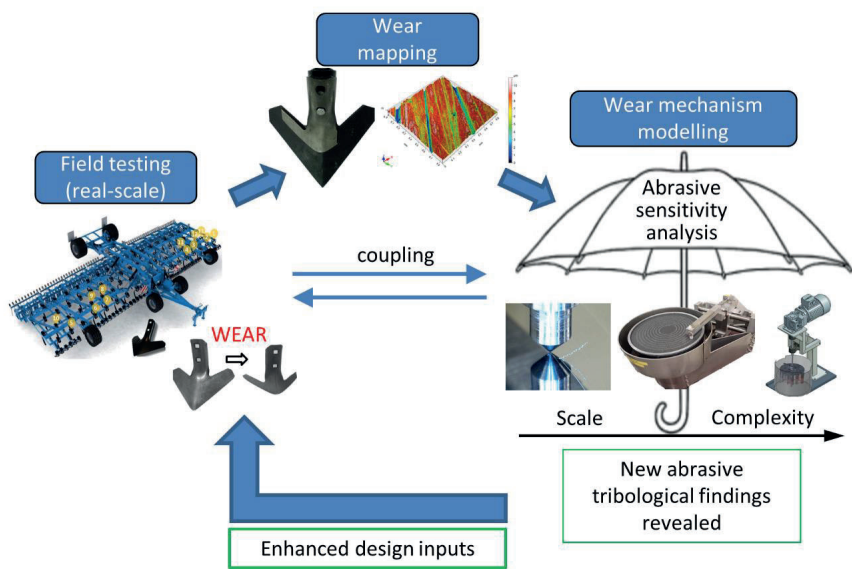 Wear
mapping
Wear mechanism
modelling
Field testing
(real-scale)
Abrasive
sensitivity
analysis
coupling
WEAR
Scale
Complexity
New abrasive
tribological findings
revealed
Enhanced design inputs